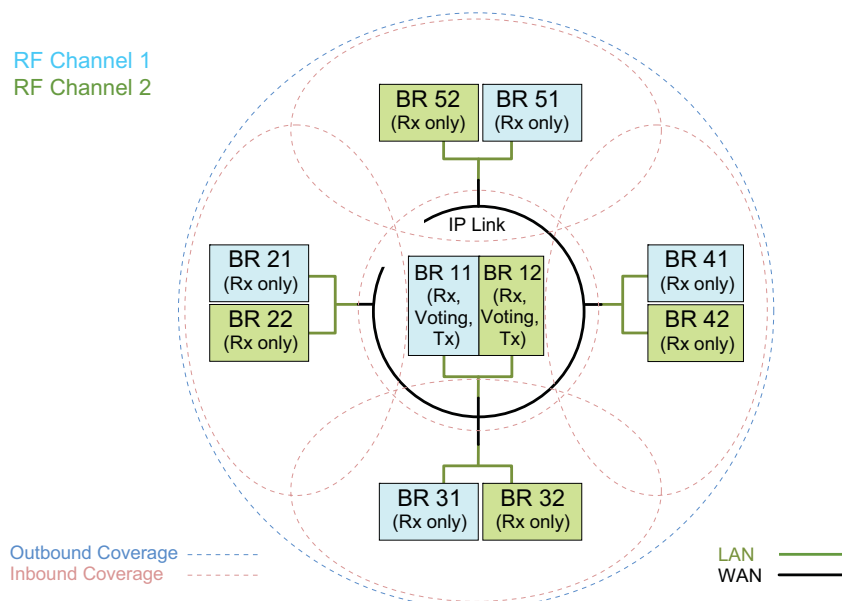 RF Channel 1
RF Channel 2
BR 52
(Rx only)
BR 51
(Rx only)
IP Link
BR 21
(Rx only)
BR 22
(Rx only)
BR 11
(Rx,
Voting,
Tx)
BR 12
(Rx,
Voting,
Tx)
BR 41
(Rx only)
BR 42
(Rx only)
BR 31
(Rx only)
BR 32
(Rx only)
Outbound Coverage
Inbound Coverage
LAN
WAN